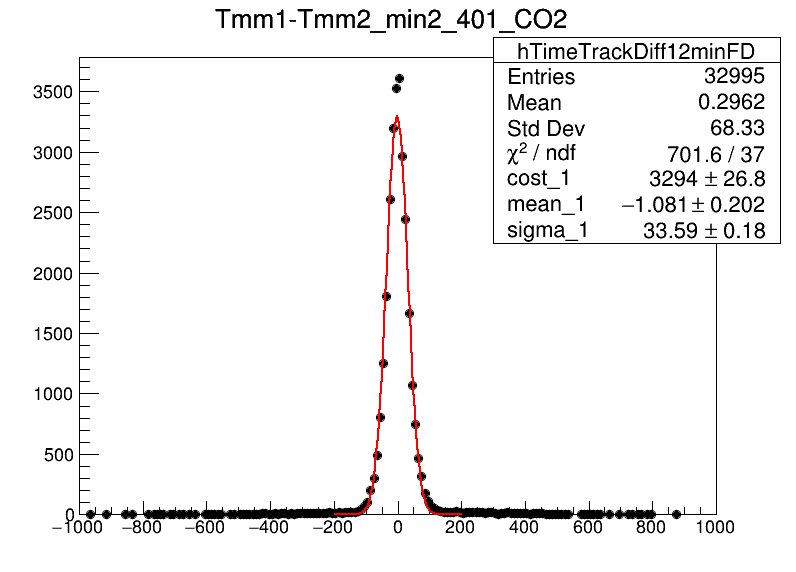 Tmm1-Tmm2_min2_401_CO2
hTimeTrackDiff12minFD
Entries 32995
Mean 0.2962
Std Dev 68.33
χ² / ndf 701.6 / 37
cost_1 3294 ± 26.8
mean_1 −1.081 ± 0.202
sigma_1 33.59 ± 0.18
3500
3000
2500
2000
1500
1000
500
0
−1000 −800 −600 −400 −200 0 200 400 600 800 1000